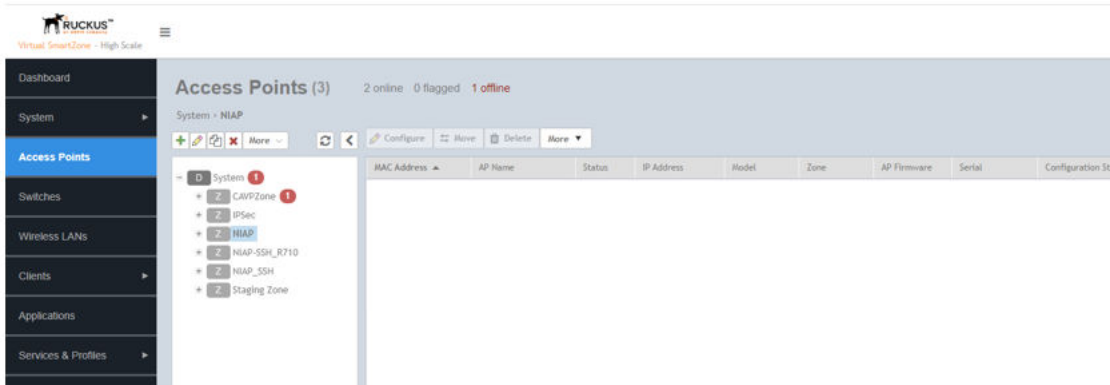 RUCKUS™
Virtual SmartZone - High Scale
Dashboard
System
Access Points
Switches
Wireless LANs
Clients
Applications
Services & Profiles
Access Points (3) 2 online 0 flagged 1 offline
System > NIAP
More
Configure Move Delete More
D System 1
Z CAVPZone 1
Z IPSec
Z NIAP
Z NIAP-SSH_R710
Z NIAP_SSH
Z Staging Zone
MAC Address AP Name Status IP Address Model Zone AP Firmware Serial Configuration St